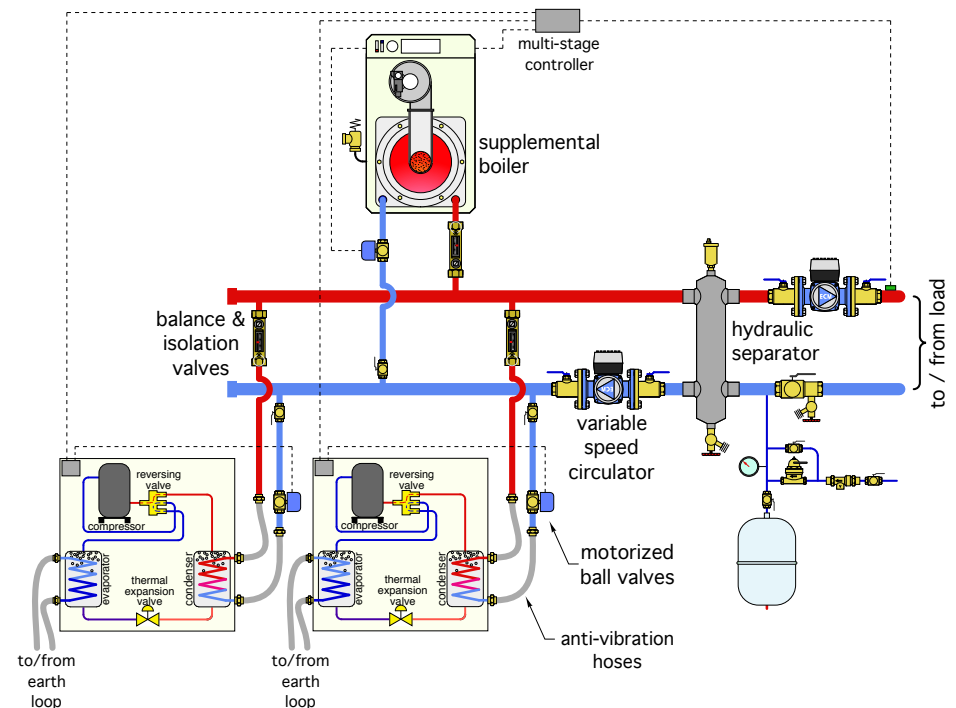 multi-stage
controller
supplemental
boiler
balance &
isolation
valves
hydraulic
separator
to / from load
variable
speed
circulator
reversing
valve
compressor
evaporator
thermal
expansion
valve
condenser
reversing
valve
compressor
evaporator
thermal
expansion
valve
condenser
motorized
ball valves
anti-vibration
hoses
to/from
earth
loop
to/from
earth
loop